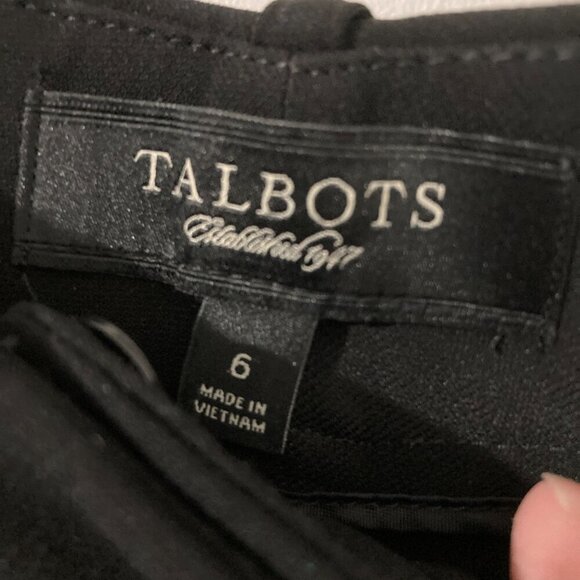 TALBOTS
Established 1947
6
MADE IN
VIETNAM